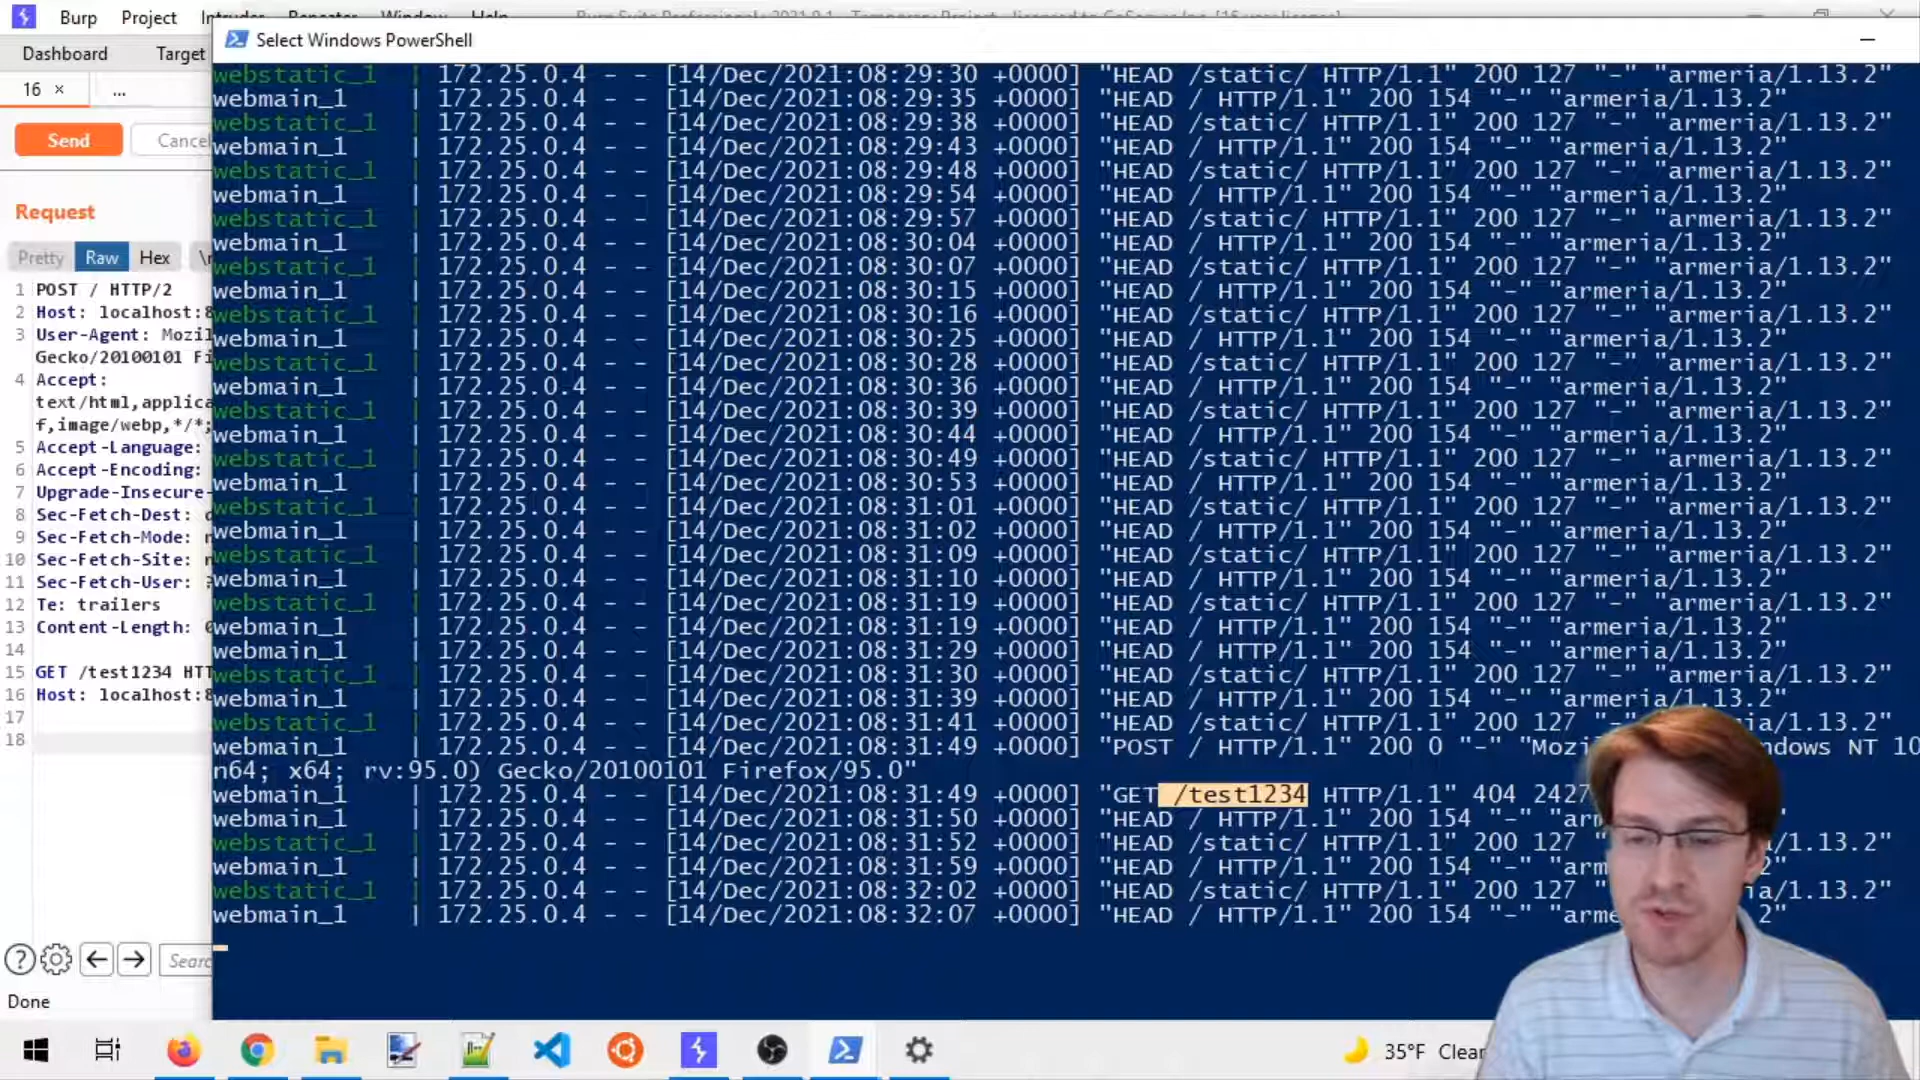 Burp Project Intruder Repeater Window Help Burp Suite Professional v2021.9.1 - Temporary Project - licensed to GoSecure Inc. [15 user license]
Select Windows PowerShell
Dashboard Target
16 × ...
Send Cancel
Request
Pretty Raw Hex
1 POST / HTTP/2
2 Host: localhost:8
3 User-Agent: Mozil
Gecko/20100101 Fi
4 Accept:
text/html,applica
f,image/webp,*/*;
5 Accept-Language:
6 Accept-Encoding:
7 Upgrade-Insecure-
8 Sec-Fetch-Dest:
9 Sec-Fetch-Mode:
10 Sec-Fetch-Site:
11 Sec-Fetch-User:
12 Te: trailers
13 Content-Length: 0
14
15 GET /test1234 HTT
16 Host: localhost:8
17
18
webstatic_1 | 172.25.0.4 - - [14/Dec/2021:08:29:30 +0000] "HEAD /static/ HTTP/1.1" 200 127 "-" "armeria/1.13.2"
webmain_1 | 172.25.0.4 - - [14/Dec/2021:08:29:35 +0000] "HEAD / HTTP/1.1" 200 154 "-" "armeria/1.13.2"
webstatic_1 | 172.25.0.4 - - [14/Dec/2021:08:29:38 +0000] "HEAD /static/ HTTP/1.1" 200 127 "-" "armeria/1.13.2"
webmain_1 | 172.25.0.4 - - [14/Dec/2021:08:29:43 +0000] "HEAD / HTTP/1.1" 200 154 "-" "armeria/1.13.2"
webstatic_1 | 172.25.0.4 - - [14/Dec/2021:08:29:48 +0000] "HEAD /static/ HTTP/1.1" 200 127 "-" "armeria/1.13.2"
webmain_1 | 172.25.0.4 - - [14/Dec/2021:08:29:54 +0000] "HEAD / HTTP/1.1" 200 154 "-" "armeria/1.13.2"
webstatic_1 | 172.25.0.4 - - [14/Dec/2021:08:29:57 +0000] "HEAD /static/ HTTP/1.1" 200 127 "-" "armeria/1.13.2"
webmain_1 | 172.25.0.4 - - [14/Dec/2021:08:30:04 +0000] "HEAD / HTTP/1.1" 200 154 "-" "armeria/1.13.2"
webstatic_1 | 172.25.0.4 - - [14/Dec/2021:08:30:07 +0000] "HEAD /static/ HTTP/1.1" 200 127 "-" "armeria/1.13.2"
webmain_1 | 172.25.0.4 - - [14/Dec/2021:08:30:15 +0000] "HEAD / HTTP/1.1" 200 154 "-" "armeria/1.13.2"
webstatic_1 | 172.25.0.4 - - [14/Dec/2021:08:30:16 +0000] "HEAD /static/ HTTP/1.1" 200 127 "-" "armeria/1.13.2"
webmain_1 | 172.25.0.4 - - [14/Dec/2021:08:30:25 +0000] "HEAD / HTTP/1.1" 200 154 "-" "armeria/1.13.2"
webstatic_1 | 172.25.0.4 - - [14/Dec/2021:08:30:28 +0000] "HEAD /static/ HTTP/1.1" 200 127 "-" "armeria/1.13.2"
webmain_1 | 172.25.0.4 - - [14/Dec/2021:08:30:36 +0000] "HEAD / HTTP/1.1" 200 154 "-" "armeria/1.13.2"
webstatic_1 | 172.25.0.4 - - [14/Dec/2021:08:30:39 +0000] "HEAD /static/ HTTP/1.1" 200 127 "-" "armeria/1.13.2"
webmain_1 | 172.25.0.4 - - [14/Dec/2021:08:30:44 +0000] "HEAD / HTTP/1.1" 200 154 "-" "armeria/1.13.2"
webstatic_1 | 172.25.0.4 - - [14/Dec/2021:08:30:49 +0000] "HEAD /static/ HTTP/1.1" 200 127 "-" "armeria/1.13.2"
webmain_1 | 172.25.0.4 - - [14/Dec/2021:08:30:53 +0000] "HEAD / HTTP/1.1" 200 154 "-" "armeria/1.13.2"
webstatic_1 | 172.25.0.4 - - [14/Dec/2021:08:31:01 +0000] "HEAD /static/ HTTP/1.1" 200 127 "-" "armeria/1.13.2"
webmain_1 | 172.25.0.4 - - [14/Dec/2021:08:31:02 +0000] "HEAD / HTTP/1.1" 200 154 "-" "armeria/1.13.2"
webstatic_1 | 172.25.0.4 - - [14/Dec/2021:08:31:09 +0000] "HEAD /static/ HTTP/1.1" 200 127 "-" "armeria/1.13.2"
webmain_1 | 172.25.0.4 - - [14/Dec/2021:08:31:10 +0000] "HEAD / HTTP/1.1" 200 154 "-" "armeria/1.13.2"
webstatic_1 | 172.25.0.4 - - [14/Dec/2021:08:31:19 +0000] "HEAD /static/ HTTP/1.1" 200 127 "-" "armeria/1.13.2"
webmain_1 | 172.25.0.4 - - [14/Dec/2021:08:31:19 +0000] "HEAD / HTTP/1.1" 200 154 "-" "armeria/1.13.2"
webmain_1 | 172.25.0.4 - - [14/Dec/2021:08:31:29 +0000] "HEAD / HTTP/1.1" 200 154 "-" "armeria/1.13.2"
webstatic_1 | 172.25.0.4 - - [14/Dec/2021:08:31:30 +0000] "HEAD /static/ HTTP/1.1" 200 127 "-" "armeria/1.13.2"
webmain_1 | 172.25.0.4 - - [14/Dec/2021:08:31:39 +0000] "HEAD / HTTP/1.1" 200 154 "-" "armeria/1.13.2"
webstatic_1 | 172.25.0.4 - - [14/Dec/2021:08:31:41 +0000] "HEAD /static/ HTTP/1.1" 200 127 "-" "armeria/1.13.2"
webmain_1 | 172.25.0.4 - - [14/Dec/2021:08:31:49 +0000] "POST / HTTP/1.1" 200 0 "-" "Mozi ndows NT 10
n64; x64; rv:95.0) Gecko/20100101 Firefox/95.0"
webmain_1 | 172.25.0.4 - - [14/Dec/2021:08:31:49 +0000] "GET /test1234 HTTP/1.1" 404 2427
webmain_1 | 172.25.0.4 - - [14/Dec/2021:08:31:50 +0000] "HEAD / HTTP/1.1" 200 154 "-" "arm
webstatic_1 | 172.25.0.4 - - [14/Dec/2021:08:31:52 +0000] "HEAD /static/ HTTP/1.1" 200 127 ia/1.13.2"
webmain_1 | 172.25.0.4 - - [14/Dec/2021:08:31:59 +0000] "HEAD / HTTP/1.1" 200 154 "-" "arm 2"
webstatic_1 | 172.25.0.4 - - [14/Dec/2021:08:32:02 +0000] "HEAD /static/ HTTP/1.1" 200 127 ia/1.13.2"
webmain_1 | 172.25.0.4 - - [14/Dec/2021:08:32:07 +0000] "HEAD / HTTP/1.1" 200 154 "-" "arme 2"
Searc
Done
35°F Clear